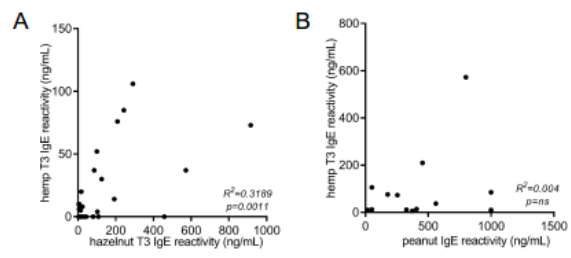 A
B
150
100
50
0
hemp T3 IgE reactivity (ng/mL)
R²=0.3189
p=0.0011
0 200 400 600 800 1000
hazelnut T3 IgE reactivity (ng/mL)
800
600
400
200
0
hemp T3 IgE reactivity (ng/mL)
R²=0.004
p=ns
0 500 1000 1500
peanut IgE reactivity (ng/mL)